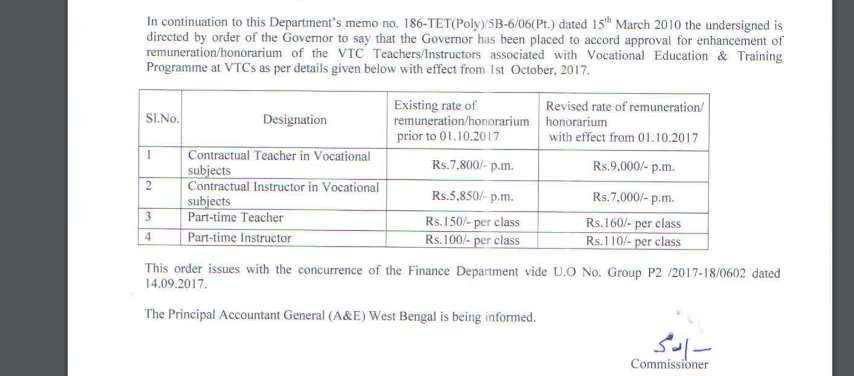 In continuation to this Department's memo no. 186-TET(Poly)/5B-6/06(Pt.) dated 15th March 2010 the undersigned is
directed by order of the Governor to say that the Governor has been placed to accord approval for enhancement of
remuneration/honorarium of the VTC Teachers/Instructors associated with Vocational Education & Training
Programme at VTCs as per details given below with effect from 1st October, 2017.
Sl.No. Designation Existing rate of remuneration/honorarium prior to 01.10.2017 Revised rate of remuneration/ honorarium with effect from 01.10.2017
1 Contractual Teacher in Vocational subjects Rs.7,800/- p.m. Rs.9,000/- p.m.
2 Contractual Instructor in Vocational subjects Rs.5,850/- p.m. Rs.7,000/- p.m.
3 Part-time Teacher Rs.150/- per class Rs.160/- per class
4 Part-time Instructor Rs.100/- per class Rs.110/- per class
This order issues with the concurrence of the Finance Department vide U.O No. Group P2 /2017-18/0602 dated
14.09.2017.
The Principal Accountant General (A&E) West Bengal is being informed.
Sd/-
Commissioner